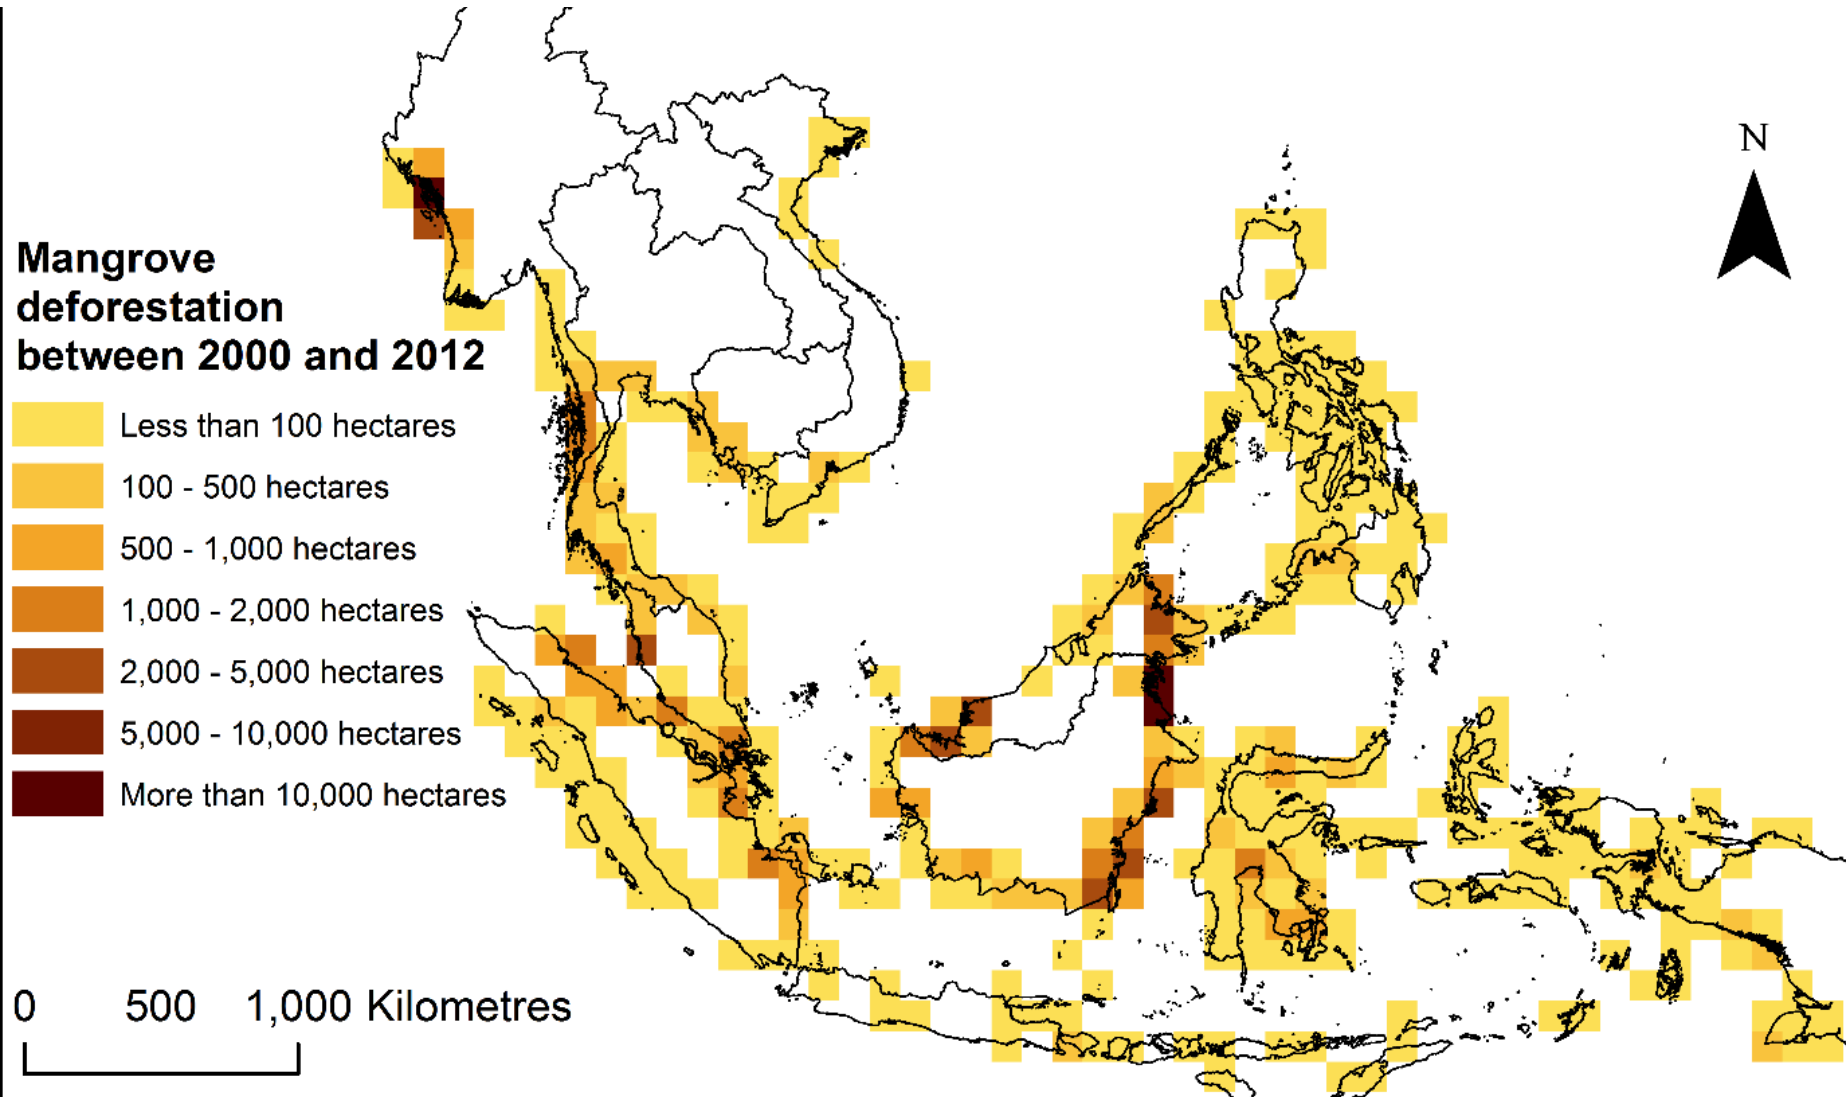 N
Mangrove
deforestation
between 2000 and 2012
Less than 100 hectares
100 - 500 hectares
500 - 1,000 hectares
1,000 - 2,000 hectares
2,000 - 5,000 hectares
5,000 - 10,000 hectares
More than 10,000 hectares
0 500 1,000 Kilometres